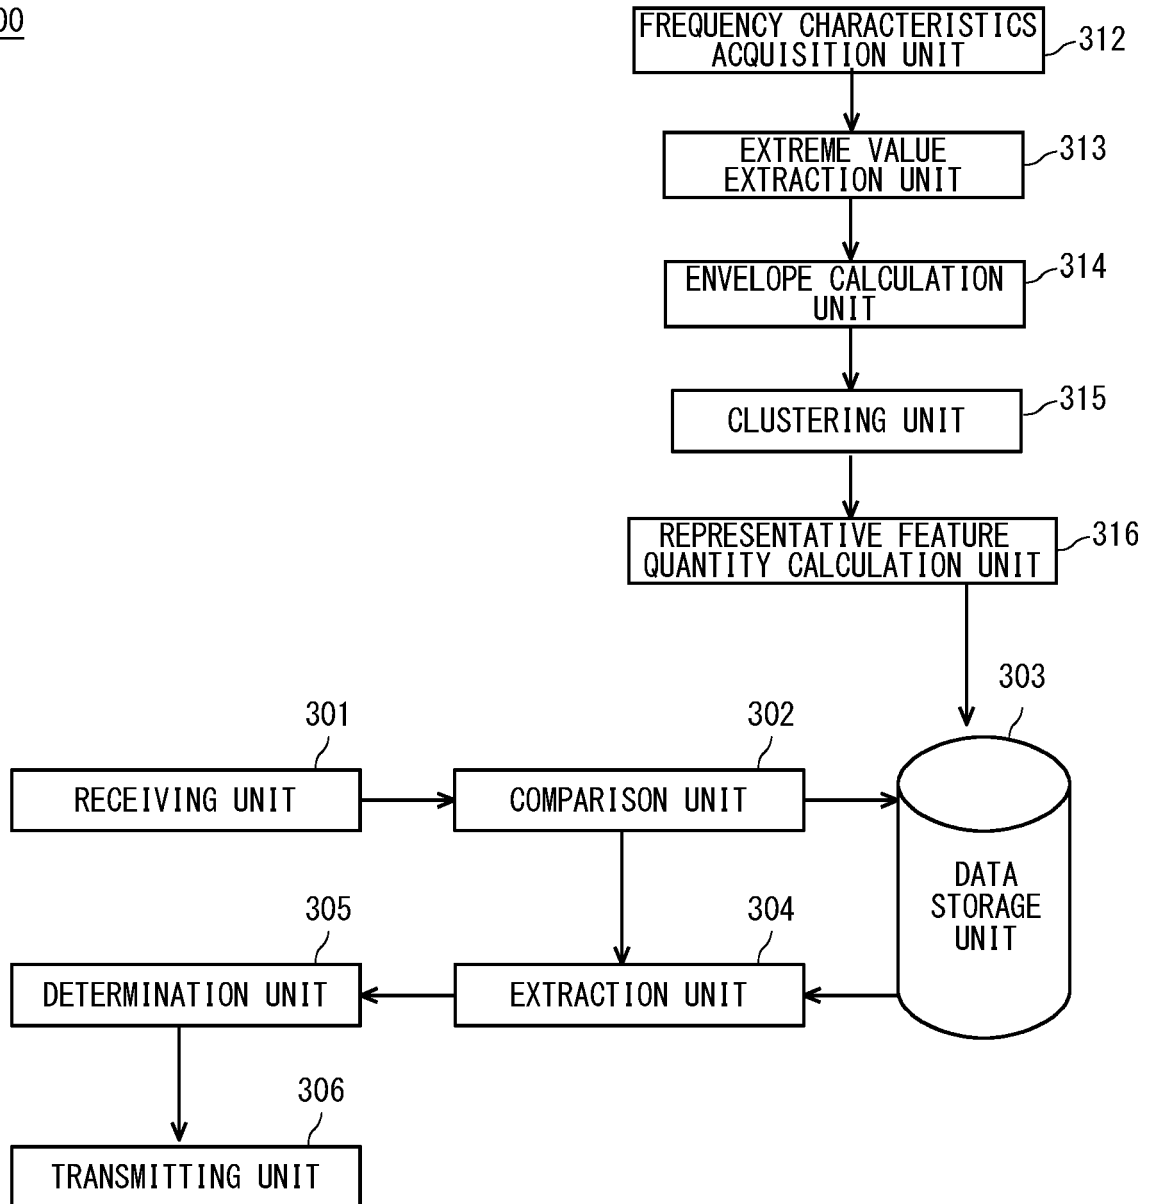 00
FREQUENCY CHARACTERISTICS
ACQUISITION UNIT
312
EXTREME VALUE
EXTRACTION UNIT
313
ENVELOPE CALCULATION
UNIT
314
CLUSTERING UNIT
315
REPRESENTATIVE FEATURE
QUANTITY CALCULATION UNIT
316
303
DATA
STORAGE
UNIT
301
RECEIVING UNIT
302
COMPARISON UNIT
305
DETERMINATION UNIT
304
EXTRACTION UNIT
306
TRANSMITTING UNIT